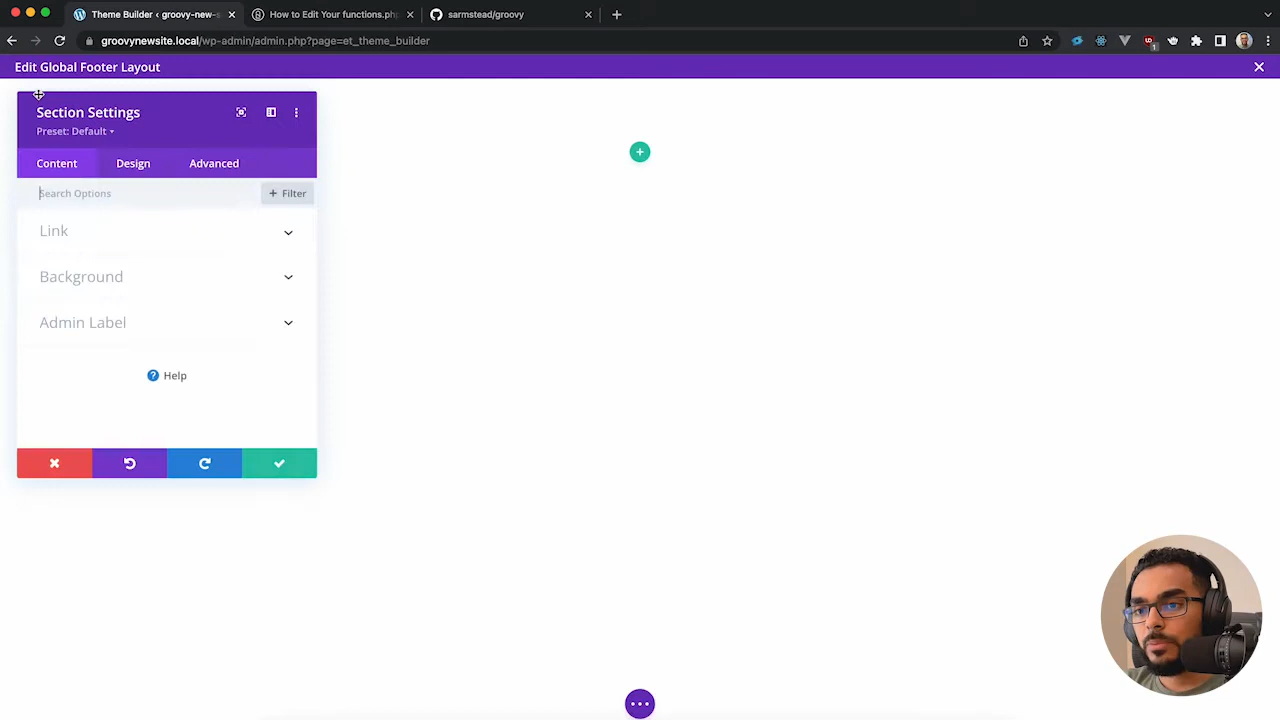 Theme Builder ‹ groovy-new-s
How to Edit Your functions.php
sarmstead/groovy
groovynewsite.local/wp-admin/admin.php?page=et_theme_builder
1
Edit Global Footer Layout
Section Settings
Preset: Default
Content
Design
Advanced
Search Options
+ Filter
Link
Background
Admin Label
? Help